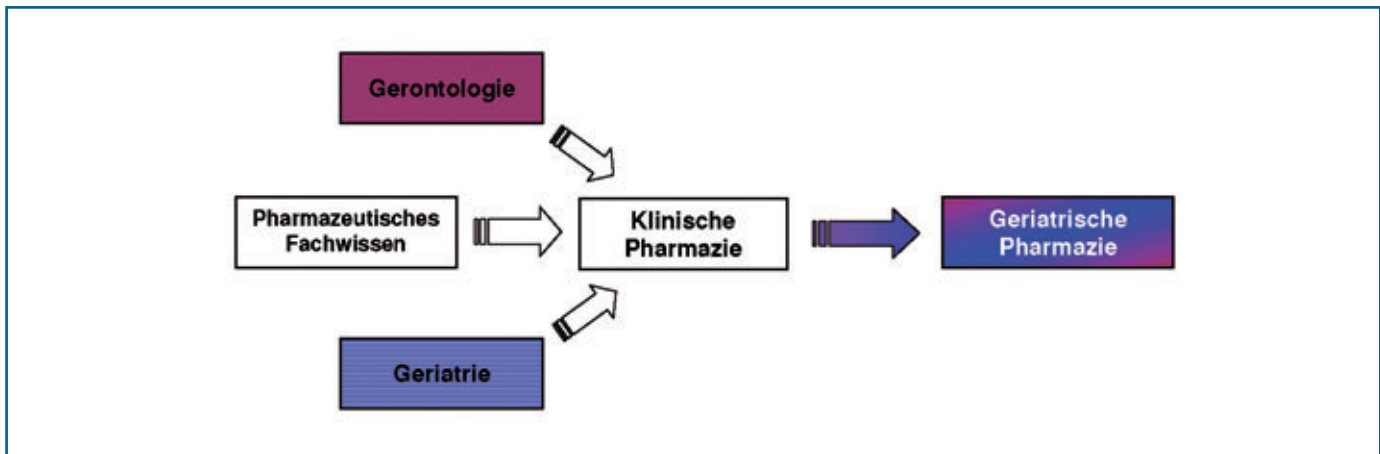 Gerontologie
Pharmazeutisches
Fachwissen
Klinische
Pharmazie
Geriatrische
Pharmazie
Geriatrie